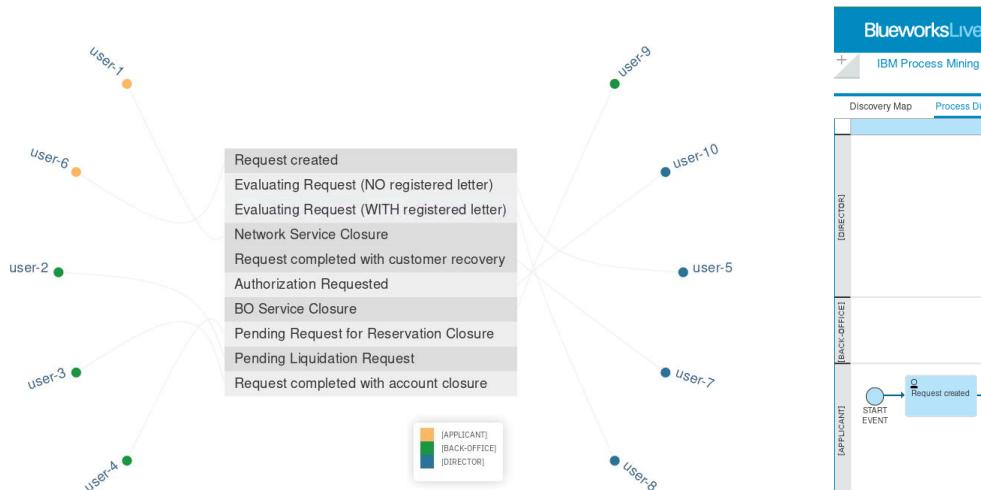 user-1
user-6
user-2
user-3
user-4
Request created
Evaluating Request (NO registered letter)
Evaluating Request (WITH registered letter)
Network Service Closure
Request completed with customer recovery
Authorization Requested
BO Service Closure
Pending Request for Reservation Closure
Pending Liquidation Request
Request completed with account closure
user-9
user-10
user-5
user-7
user-8
[APPLICANT]
[BACK-OFFICE]
[DIRECTOR]
BlueworksLive
+
IBM Process Mining
Discovery Map
Process Di
[DIRECTOR]
[BACK-OFFICE]
[APPLICANT]
START
EVENT
Request created